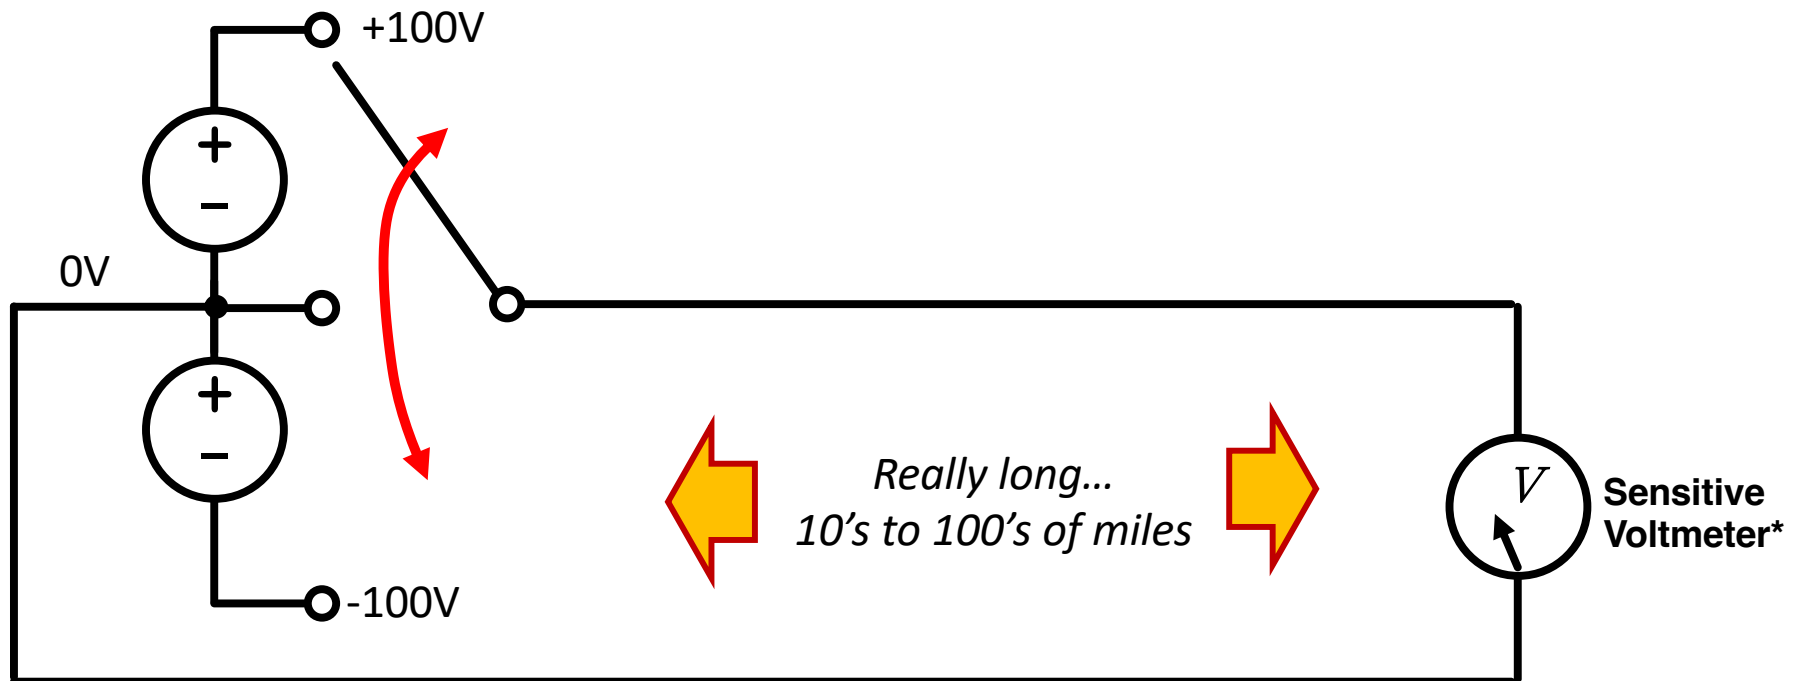 +100V
+
−
0V
+
−
-100V
Really long…
10’s to 100’s of miles
V
Sensitive
Voltmeter*